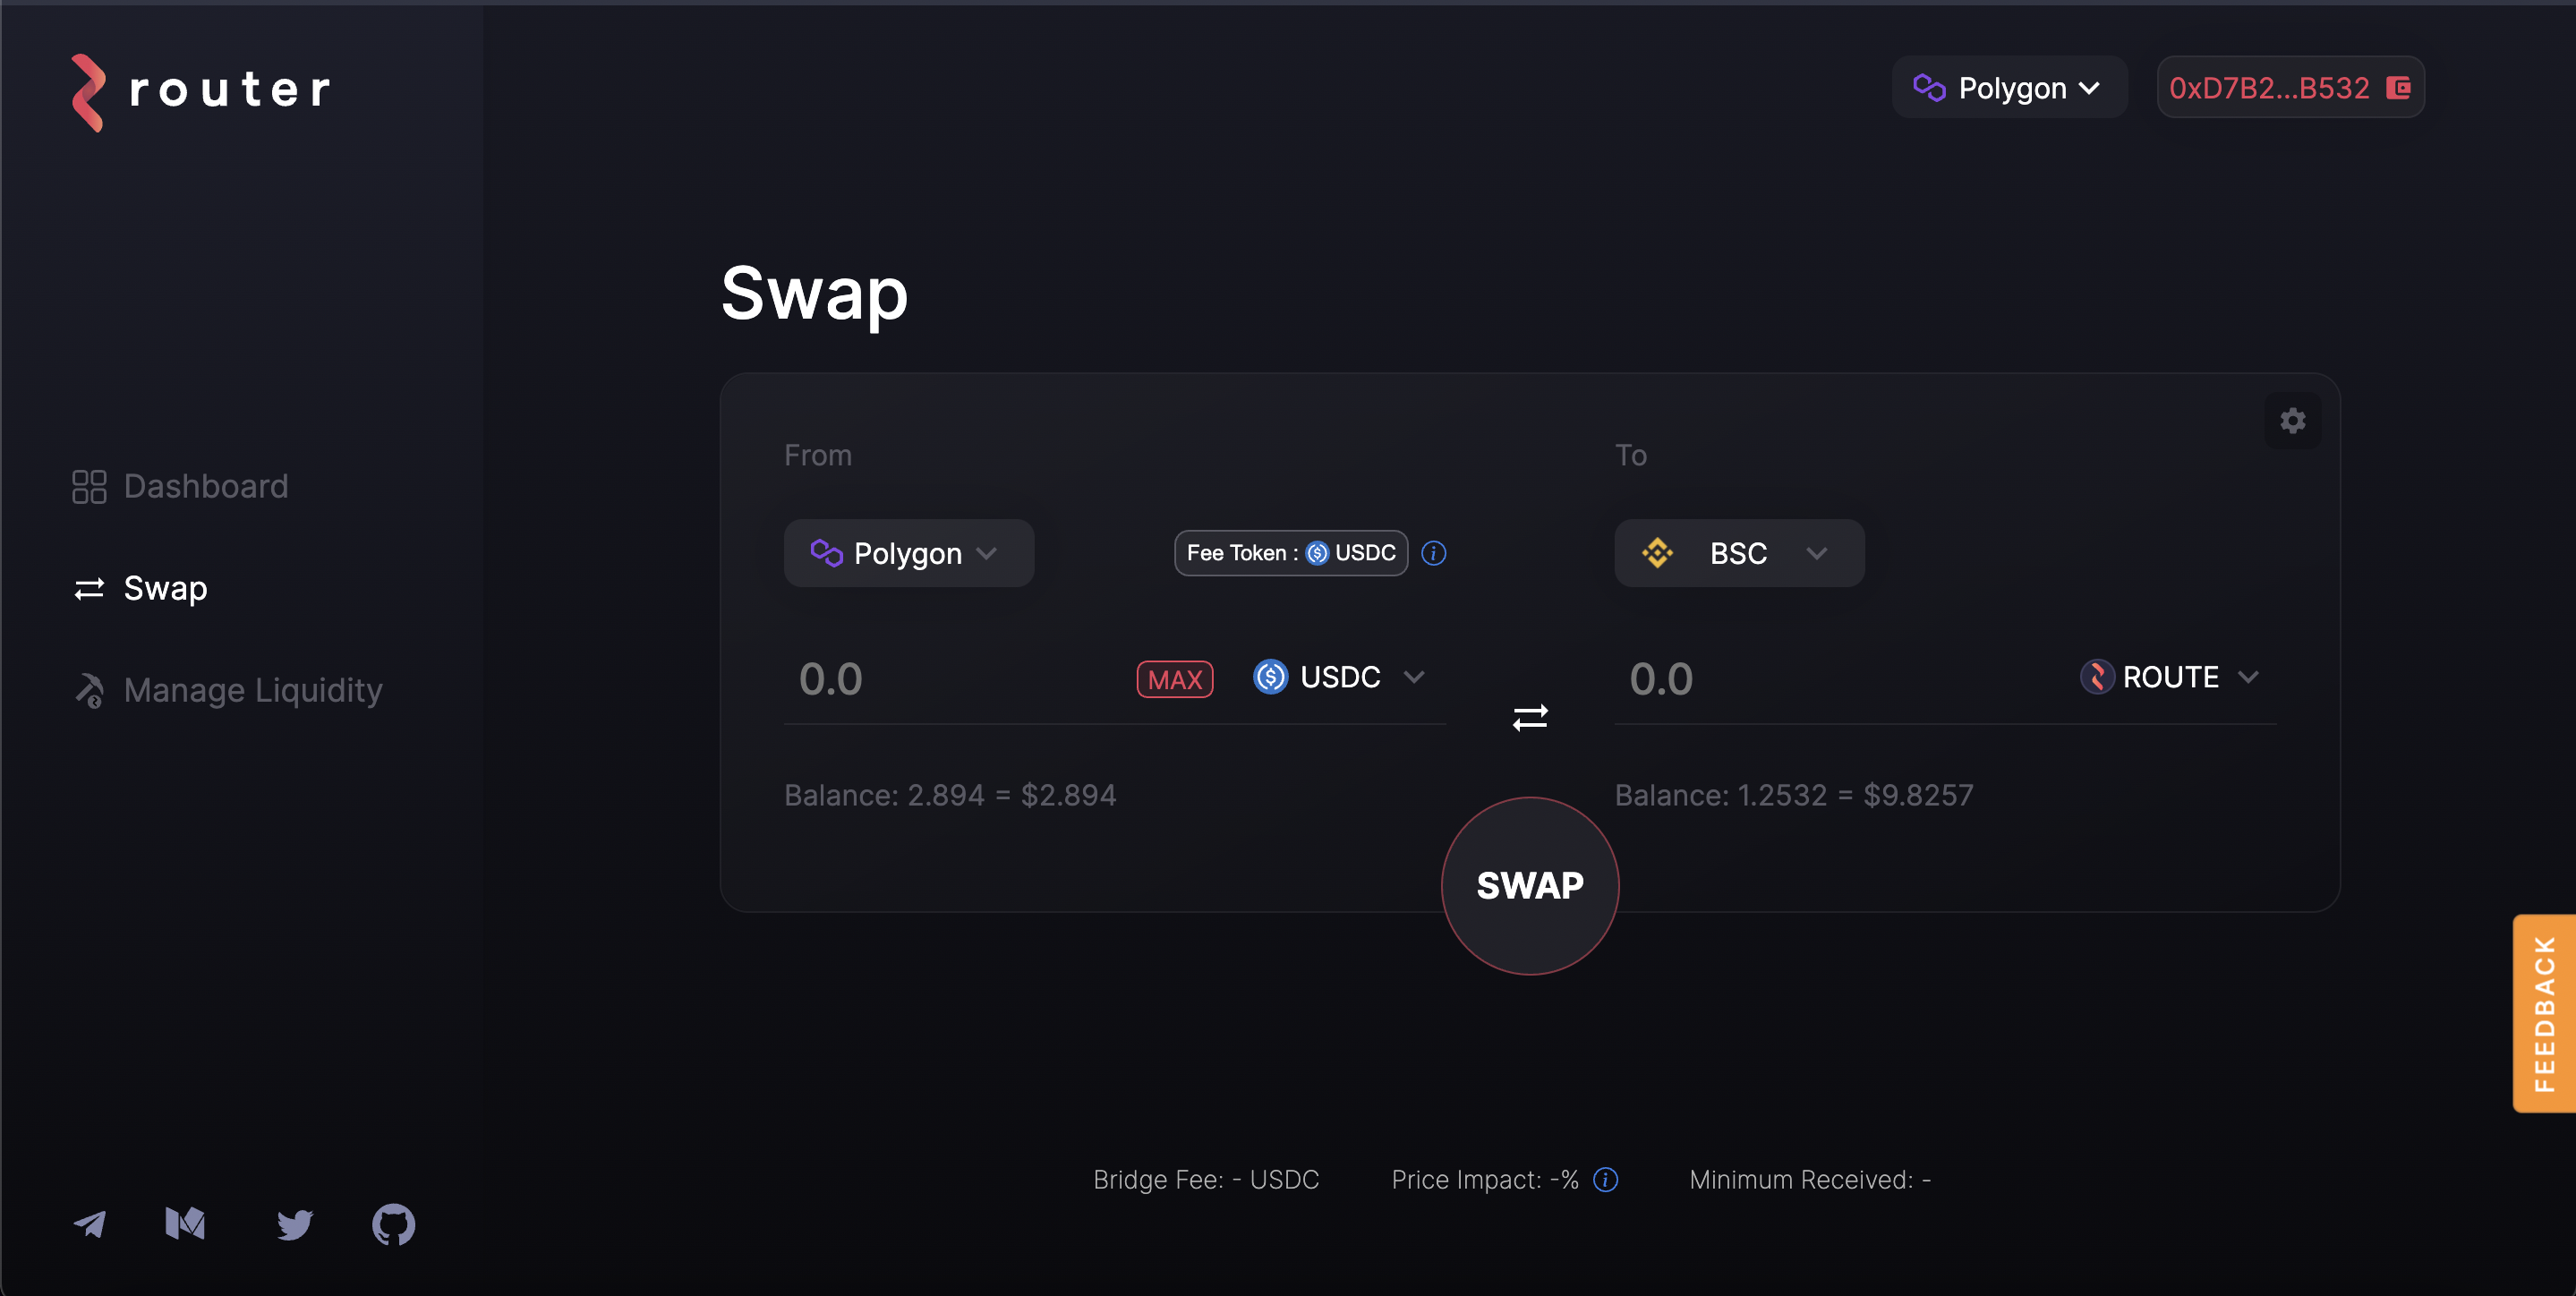 router
Polygon
0xD7B2...B532
Swap
From
To
Dashboard
Polygon
Fee Token : USDC
BSC
Swap
0.0
MAX
USDC
0.0
ROUTE
Manage Liquidity
Balance: 2.894 = $2.894
Balance: 1.2532 = $9.8257
SWAP
FEEDBACK
Bridge Fee: - USDC
Price Impact: -%
Minimum Received: -